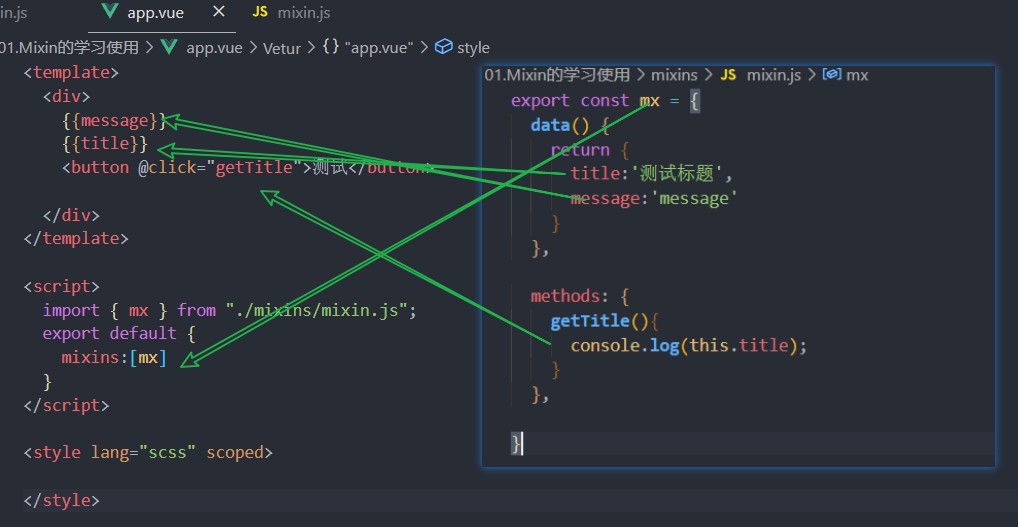 in.js app.vue × JS mixin.js
01.Mixin的学习使用 > app.vue > Vetur > {} "app.vue" > style
<template>
<div>
{{message}}
{{title}}
<button @click="getTitle">测试</button>
</div>
</template>
<script>
import { mx } from "./mixins/mixin.js";
export default {
mixins:[mx]
}
</script>
<style lang="scss" scoped>
</style>
01.Mixin的学习使用 > mixins > JS mixin.js > mx
export const mx = {
data() {
return {
title:'测试标题',
message:'message'
}
},
methods: {
getTitle(){
console.log(this.title);
}
},
}